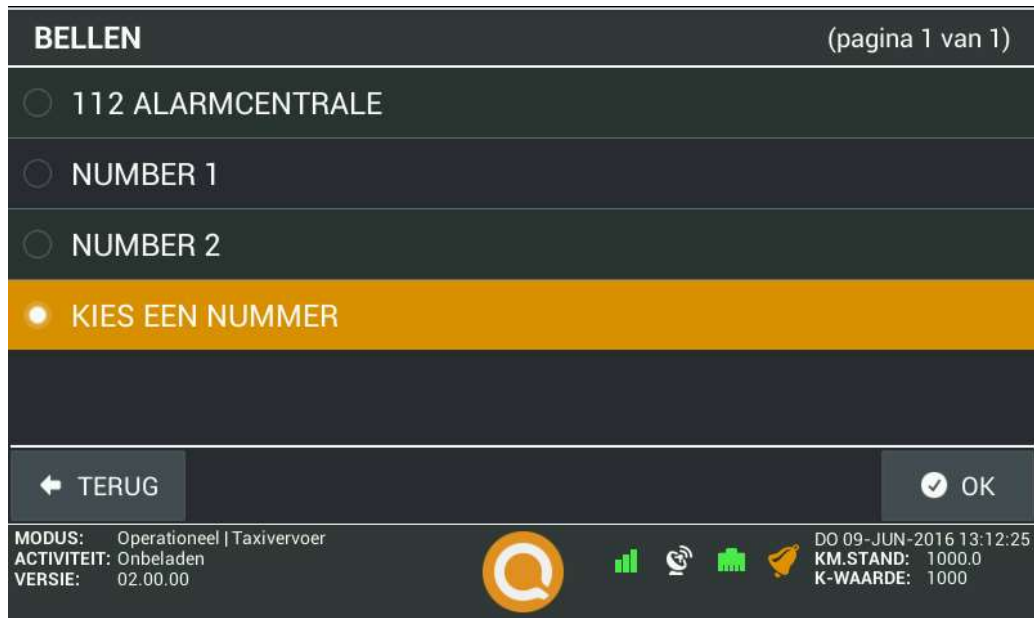 BELLEN (pagina 1 van 1)
112 ALARMCENTRALE
NUMBER 1
NUMBER 2
KIES EEN NUMMER
TERUG OK
MODUS: Operationeel | Taxivervoer
ACTIVITEIT: Onbeladen
VERSIE: 02.00.00
DO 09-JUN-2016 13:12:25
KM.STAND: 1000.0
K-WAARDE: 1000